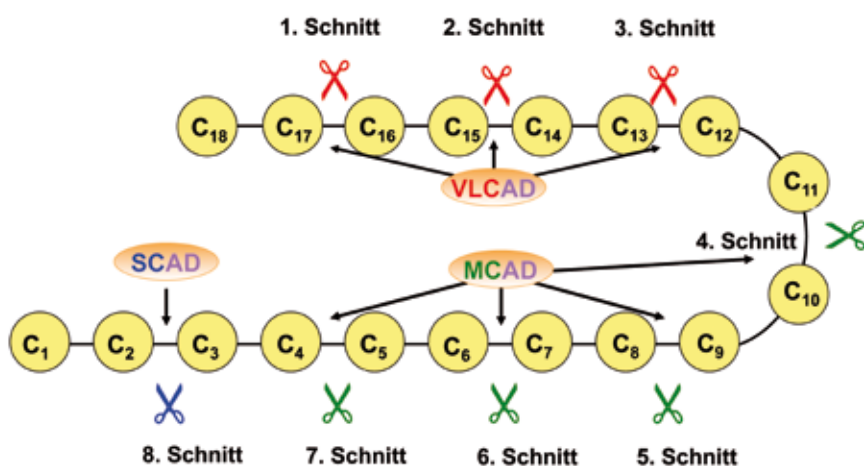 1. Schnitt 2. Schnitt 3. Schnitt
C18 C17 C16 C15 C14 C13 C12
VLCAD
C11
4. Schnitt
SCAD MCAD
C10
C1 C2 C3 C4 C5 C6 C7 C8 C9
8. Schnitt 7. Schnitt 6. Schnitt 5. Schnitt